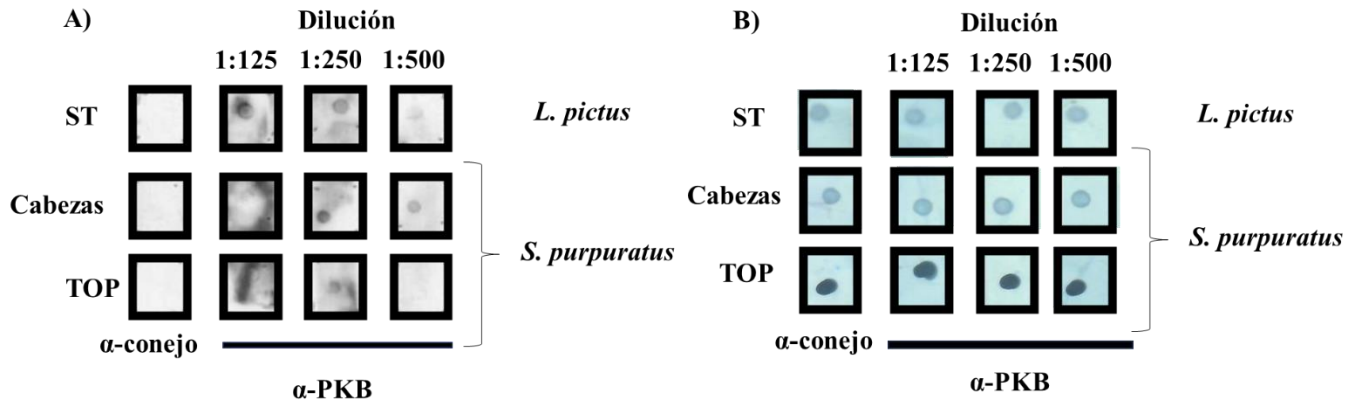 A)
Dilución
1:125 1:250 1:500
ST
L. pictus
Cabezas
S. purpuratus
TOP
α-conejo
α-PKB
B)
Dilución
1:125 1:250 1:500
ST
L. pictus
Cabezas
S. purpuratus
TOP
α-conejo
α-PKB